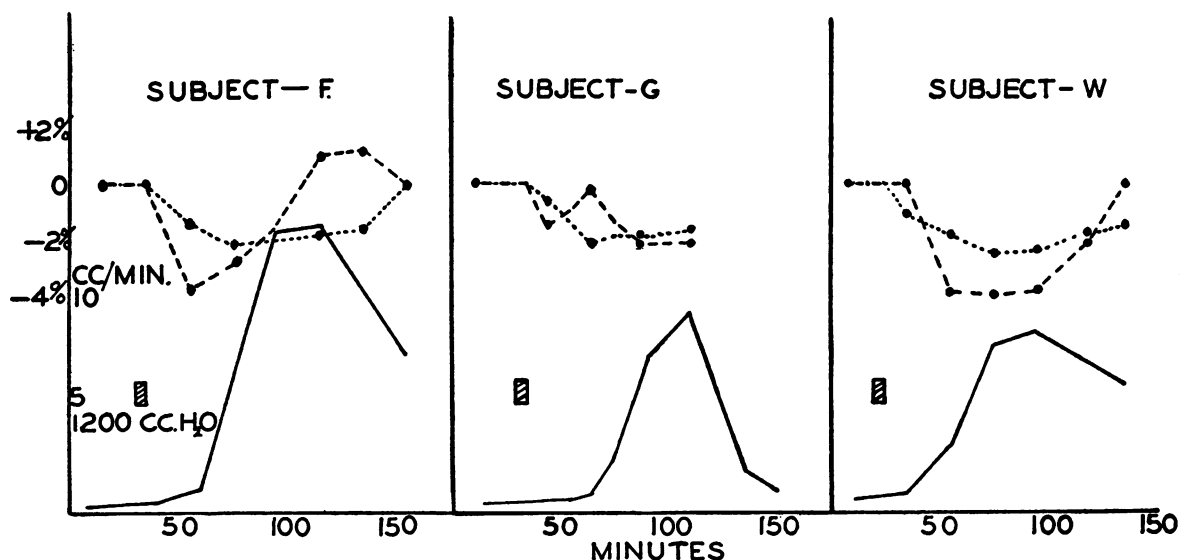 SUBJECT—F.
SUBJECT-G
SUBJECT-W
+2%
0
-2%
-4%
CC/MIN.
10
5
1200 CC.H2O
50 100 150
50 100 150
50 100 150
MINUTES